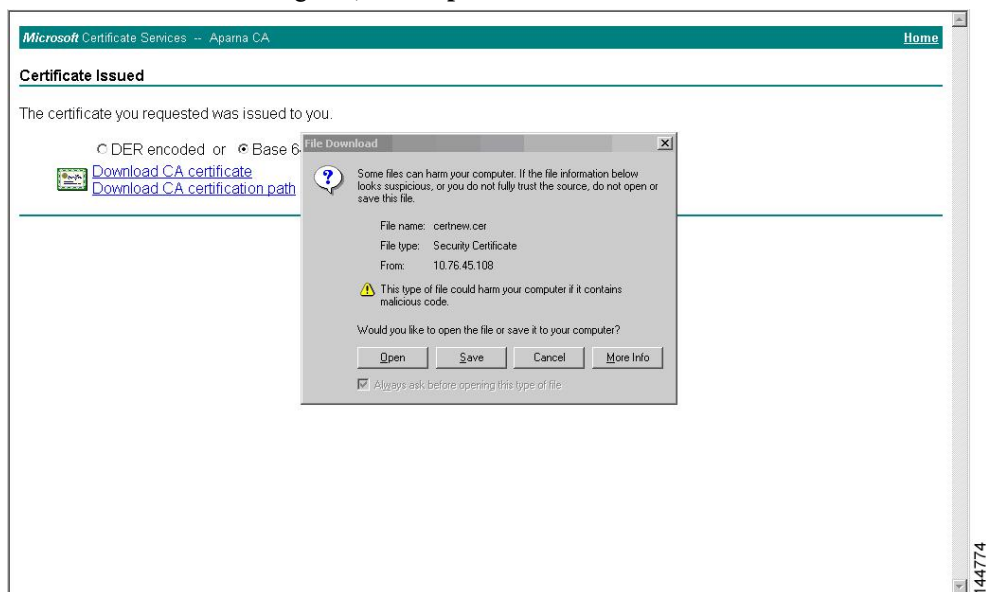 Microsoft Certificate Services -- Aparna CA
Home
Certificate Issued
The certificate you requested was issued to you.
DER encoded or Base 6
Download CA certificate
Download CA certification path
File Download
Some files can harm your computer. If the file information below
looks suspicious, or you do not fully trust the source, do not open or
save this file.
File name: certnew.cer
File type: Security Certificate
From: 10.76.45.108
This type of file could harm your computer if it contains
malicious code.
Would you like to open the file or save it to your computer?
Open Save Cancel More Info
Always ask before opening this type of file
144774